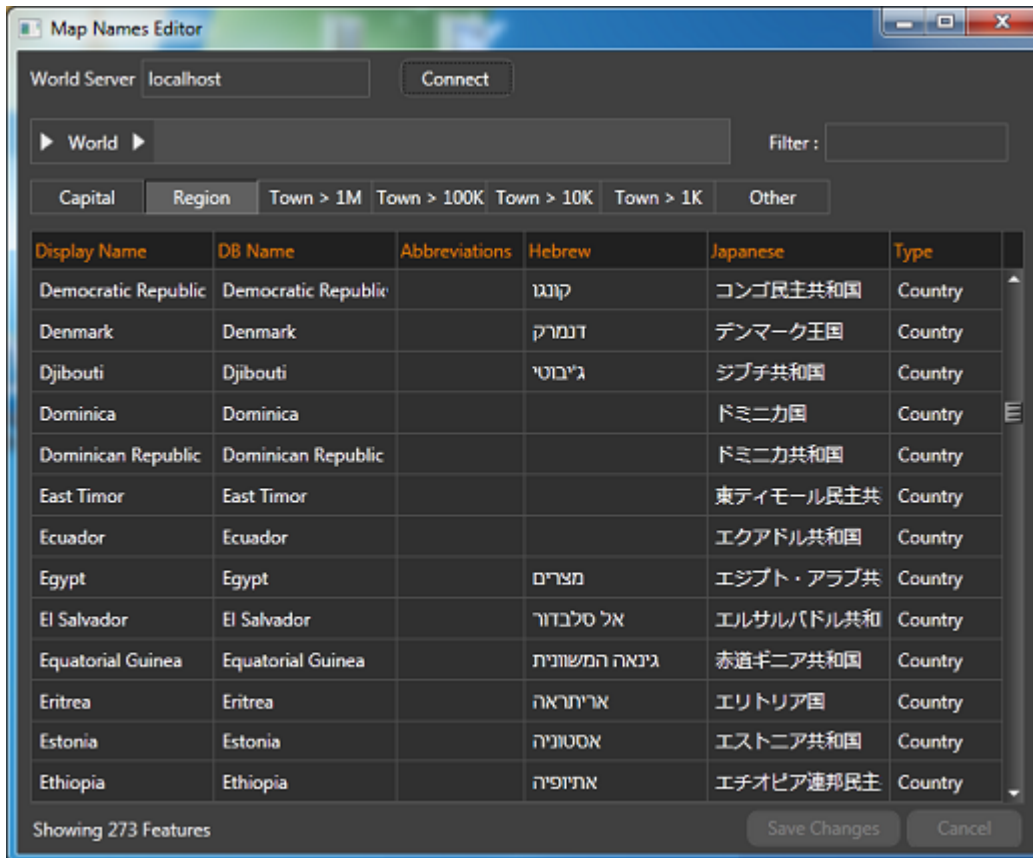 Map Names Editor
World Server localhost Connect
World Filter :
Capital Region Town > 1M Town > 100K Town > 10K Town > 1K Other
Display Name DB Name Abbreviations Hebrew Japanese Type
Democratic Republic Democratic Republic קונגו コンゴ民主共和国 Country
Denmark Denmark דנמרק デンマーク王国 Country
Djibouti Djibouti ג'יבוטי ジブチ共和国 Country
Dominica Dominica ドミニカ国 Country
Dominican Republic Dominican Republic ドミニカ共和国 Country
East Timor East Timor 東ティモール民主共 Country
Ecuador Ecuador エクアドル共和国 Country
Egypt Egypt מצרים エジプト・アラブ共 Country
El Salvador El Salvador אל סלבדור エルサルバドル共和 Country
Equatorial Guinea Equatorial Guinea גינאה המשוונית 赤道ギニア共和国 Country
Eritrea Eritrea אריתראה エリトリア国 Country
Estonia Estonia אסטוניה エストニア共和国 Country
Ethiopia Ethiopia אתיופיה エチオピア連邦民主 Country
Showing 273 Features Save Changes Cancel